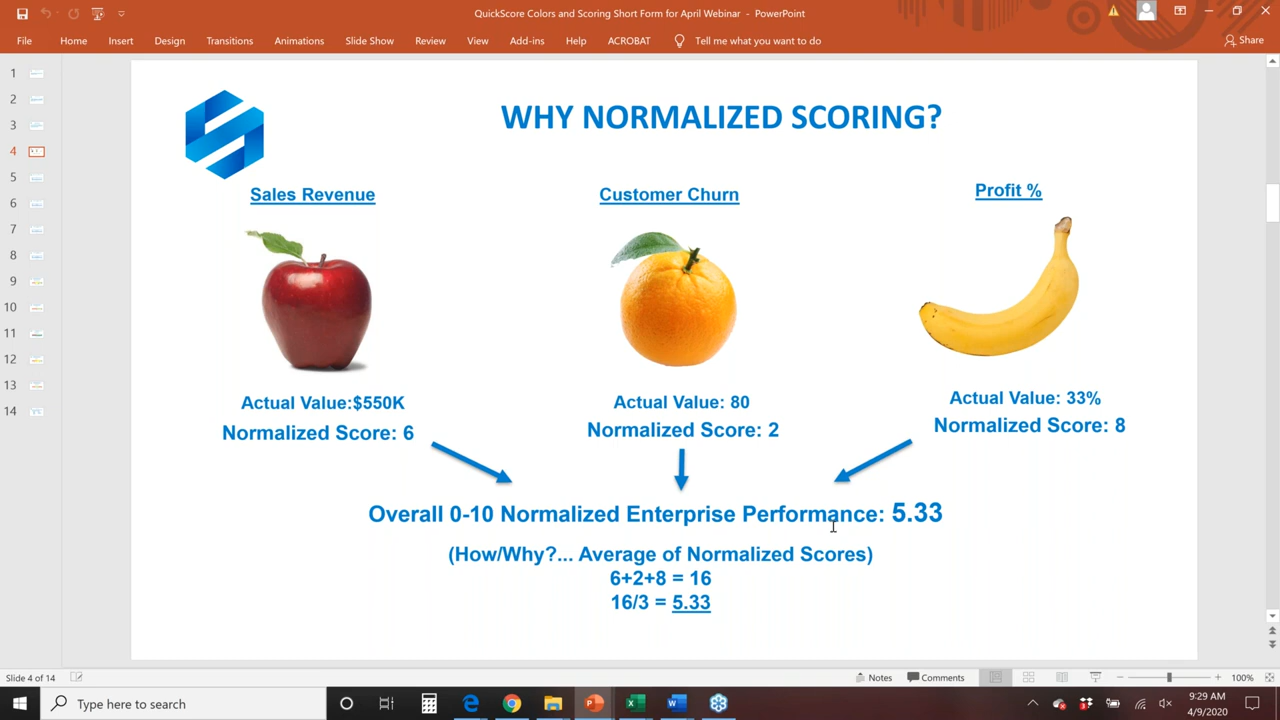 QuickScore Colors and Scoring Short Form for April Webinar - PowerPoint
File Home Insert Design Transitions Animations Slide Show Review View Add-ins Help ACROBAT Tell me what you want to do Share
1
2
3
4
5
6
7
8
9
10
11
12
13
14
WHY NORMALIZED SCORING?
Sales Revenue
Customer Churn
Profit %
Actual Value:$550K
Normalized Score: 6
Actual Value: 80
Normalized Score: 2
Actual Value: 33%
Normalized Score: 8
Overall 0-10 Normalized Enterprise Performance: 5.33
(How/Why?... Average of Normalized Scores)
6+2+8 = 16
16/3 = 5.33
Slide 4 of 14 Notes Comments 100%
Type here to search
9:29 AM
4/9/2020